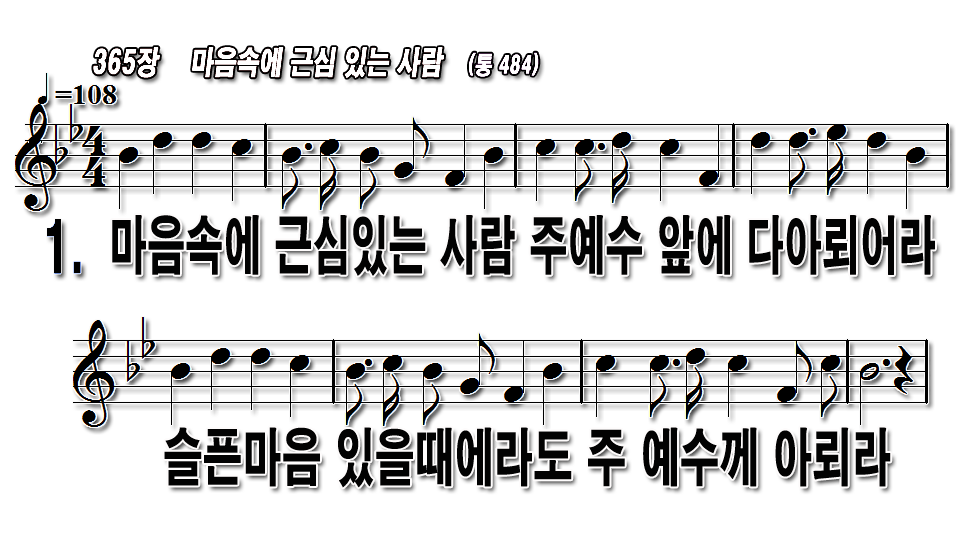 365장 마음속에 근심 있는 사람 (통 484)
♩=108
4/4
1. 마음속에 근심있는 사람 주예수 앞에 다아뢰어라
슬픈마음 있을때에라도 주 예수께 아뢰라